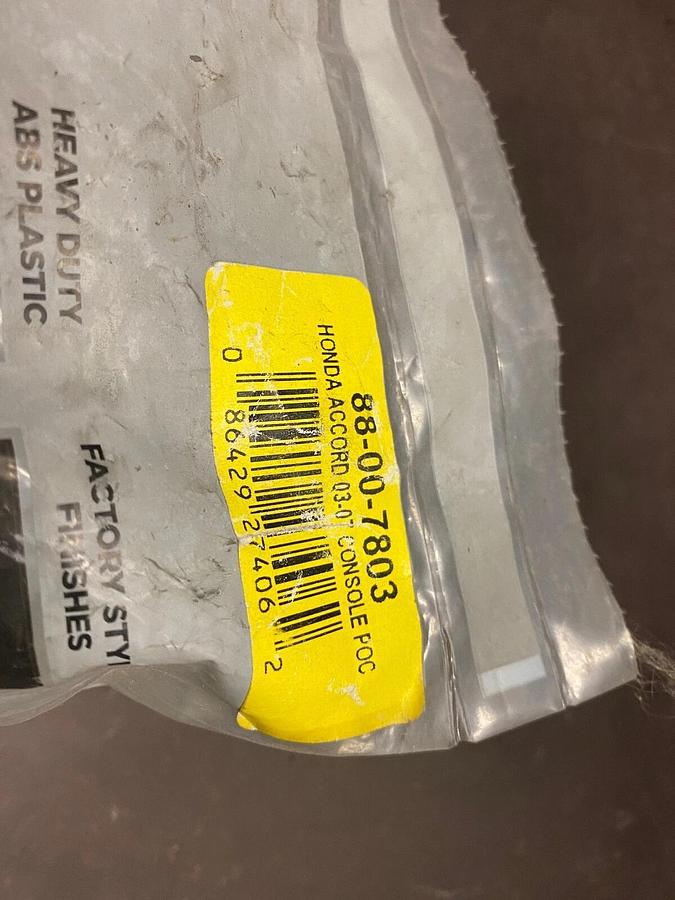 HEAVY DUTY
ABS PLASTIC
FACTORY STYL
FINISHES
88-00-7803
HONDA ACCORD 03-07 CONSOLE POC
0 86429 27406 2